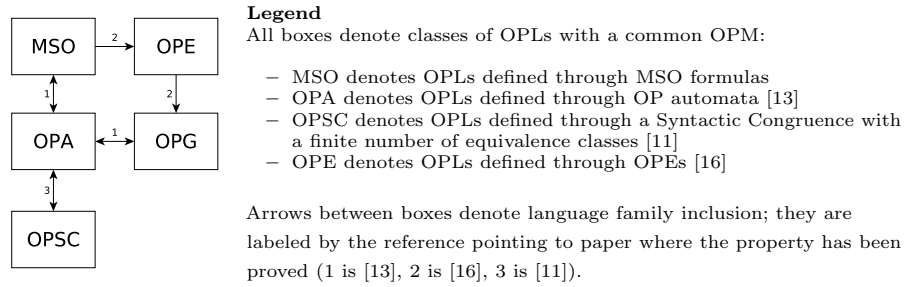 MSO
2
OPE
1
2
OPA
1
OPG
3
OPSC
Legend
All boxes denote classes of OPLs with a common OPM:
– MSO denotes OPLs defined through MSO formulas
– OPA denotes OPLs defined through OP automata [13]
– OPSC denotes OPLs defined through a Syntactic Congruence with
a finite number of equivalence classes [11]
– OPE denotes OPLs defined through OPEs [16]
Arrows between boxes denote language family inclusion; they are
labeled by the reference pointing to paper where the property has been
proved (1 is [13], 2 is [16], 3 is [11]).